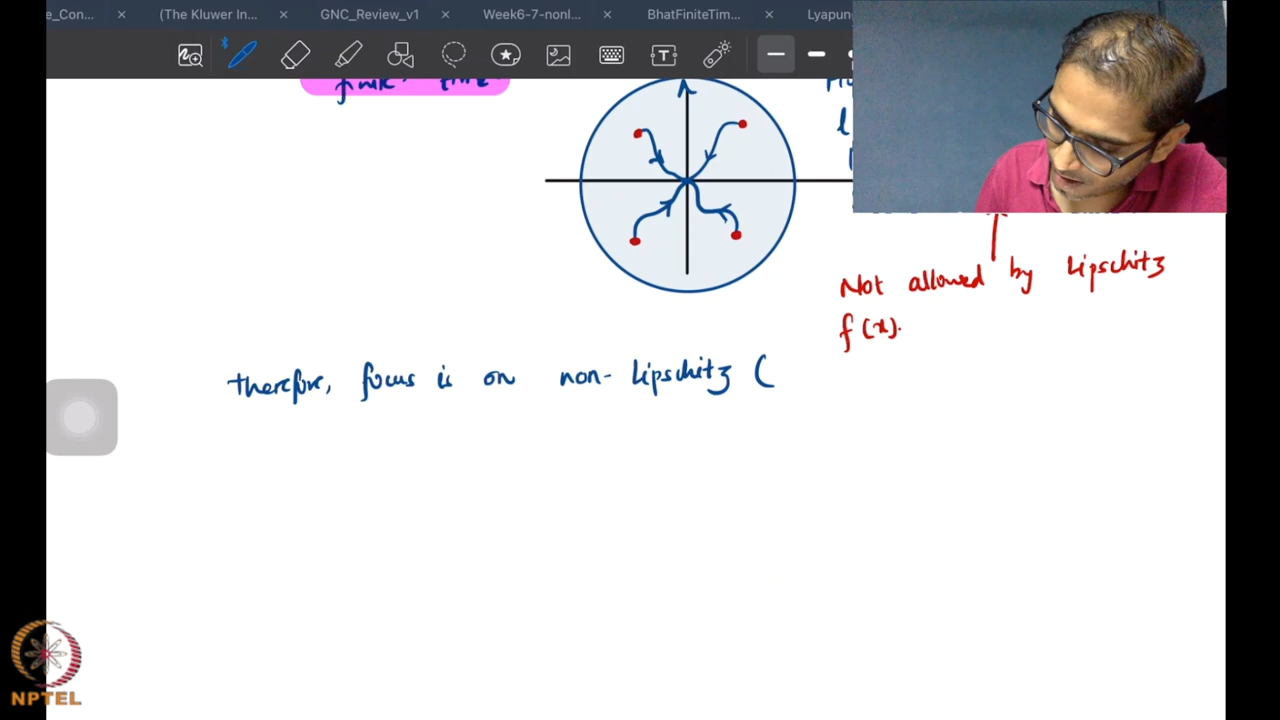 e_Con...
(The Kluwer In...
GNC_Review_v1
Week6-7-nonl...
BhatFiniteTim...
Lyapun
T
Not allowed by Lipschitz
f(x).
therefore, focus is on non-Lipschitz (
NPTEL